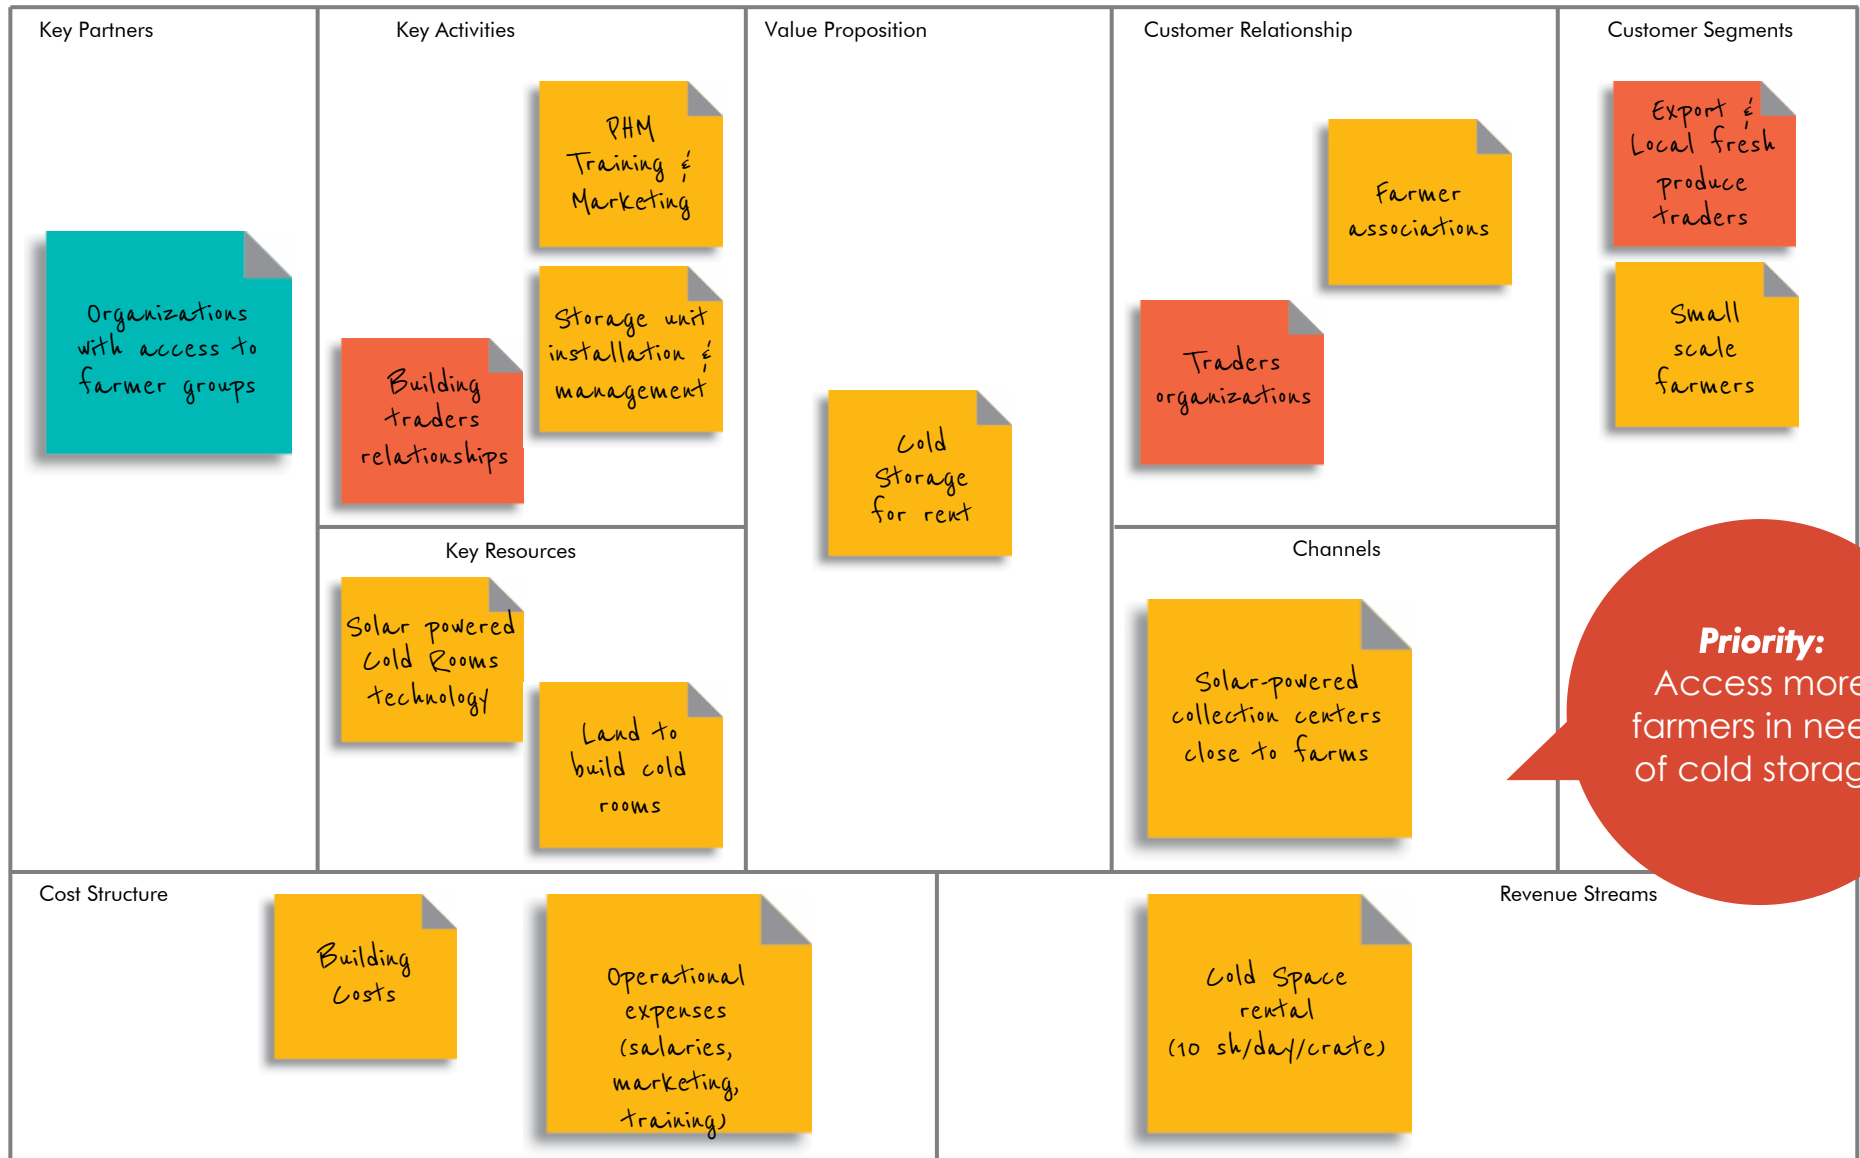 Key Partners
Organizations
with access to
farmer groups
Key Activities
PHM
Training &
Marketing
Storage unit
installation &
management
Building
traders
relationships
Key Resources
Solar powered
Cold Rooms
technology
Land to
build cold
rooms
Value Proposition
Cold
Storage
for rent
Customer Relationship
Farmer
associations
Traders
organizations
Channels
Solar-powered
collection centers
close to farms
Customer Segments
Export &
Local fresh
produce
traders
Small
scale
farmers
Priority:
Access more
farmers in nee
of cold storag
Cost Structure
Building
Costs
Operational
expenses
(salaries,
marketing,
training)
Revenue Streams
Cold Space
rental
(10 sh/day/crate)